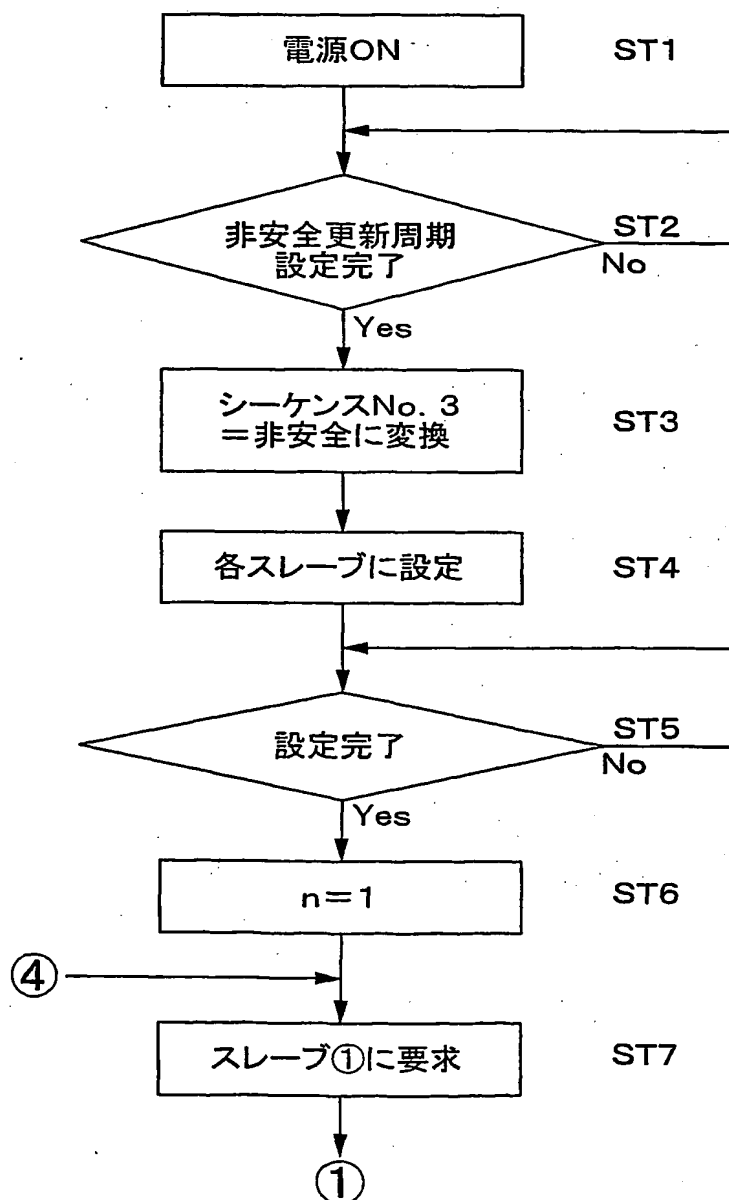 電源ON
ST1
非安全更新周期
設定完了
ST2
No
Yes
シーケンスNo. 3
=非安全に変換
ST3
各スレーブに設定
ST4
設定完了
ST5
No
Yes
n=1
ST6
④
スレーブ①に要求
ST7
①